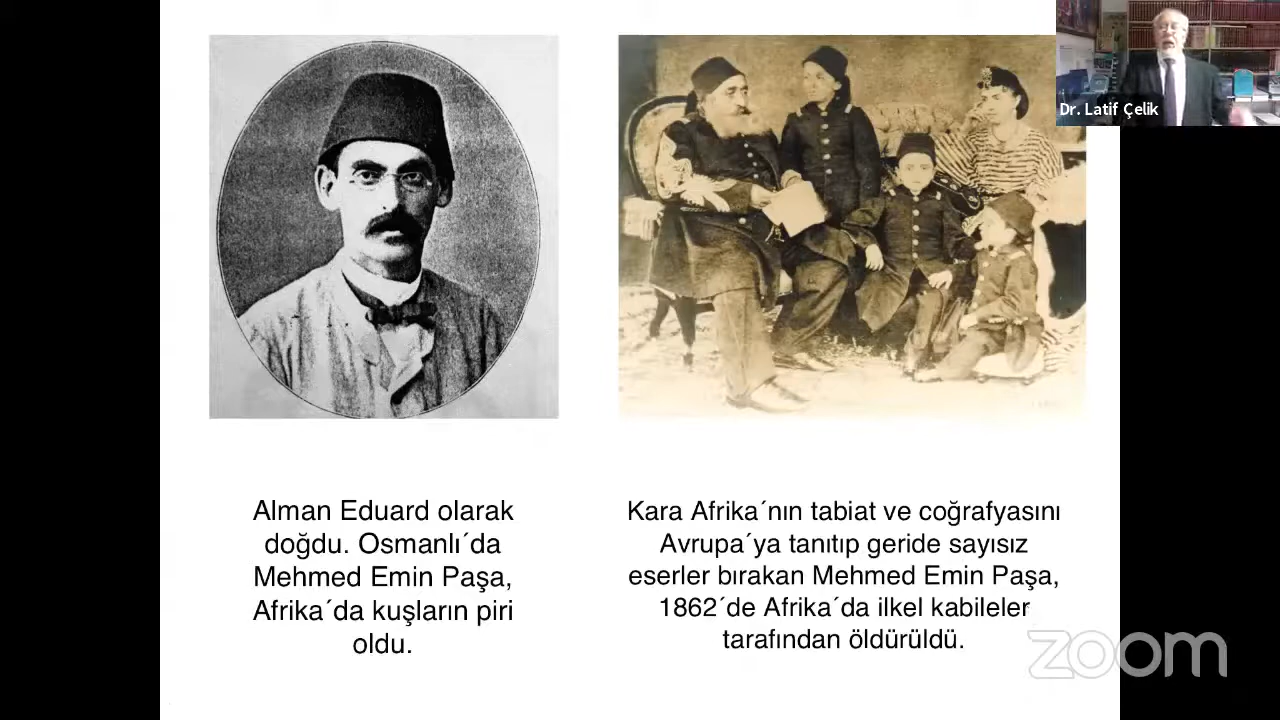 Dr. Latif Çelik
Alman Eduard olarak
doğdu. Osmanlı´da
Mehmed Emin Paşa,
Afrika´da kuşların piri
oldu.
Kara Afrika´nın tabiat ve coğrafyasını
Avrupa´ya tanıtıp geride sayısız
eserler bırakan Mehmed Emin Paşa,
1862´de Afrika´da ilkel kabileler
tarafından öldürüldü.
zoom